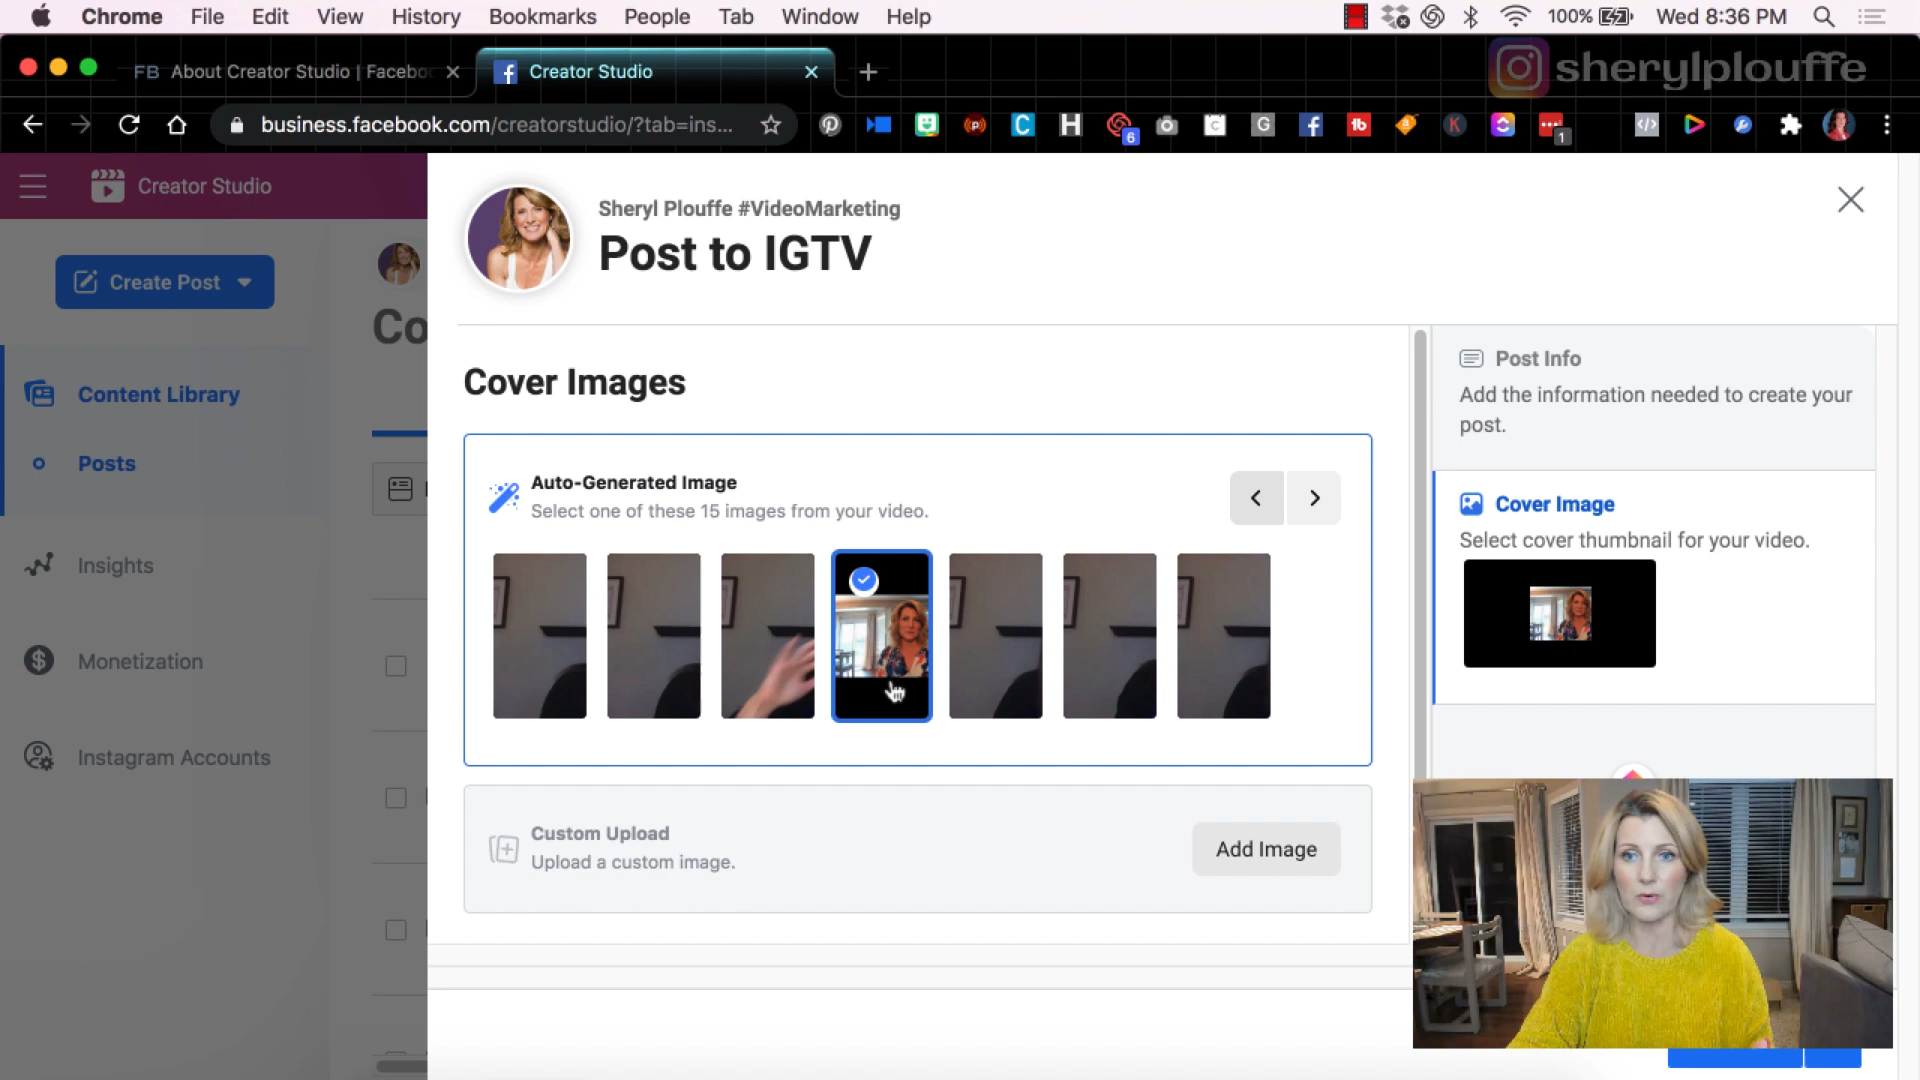 Chrome File Edit View History Bookmarks People Tab Window Help 100% Wed 8:36 PM
FB About Creator Studio | Facebo
Creator Studio
sherylplouffe
business.facebook.com/creatorstudio/?tab=ins...
6
1
Creator Studio
Sheryl Plouffe #VideoMarketing
Post to IGTV
Create Post
Co
Content Library
Posts
Insights
Monetization
Instagram Accounts
Cover Images
Auto-Generated Image
Select one of these 15 images from your video.
Custom Upload
Upload a custom image.
Add Image
Post Info
Add the information needed to create your
post.
Cover Image
Select cover thumbnail for your video.